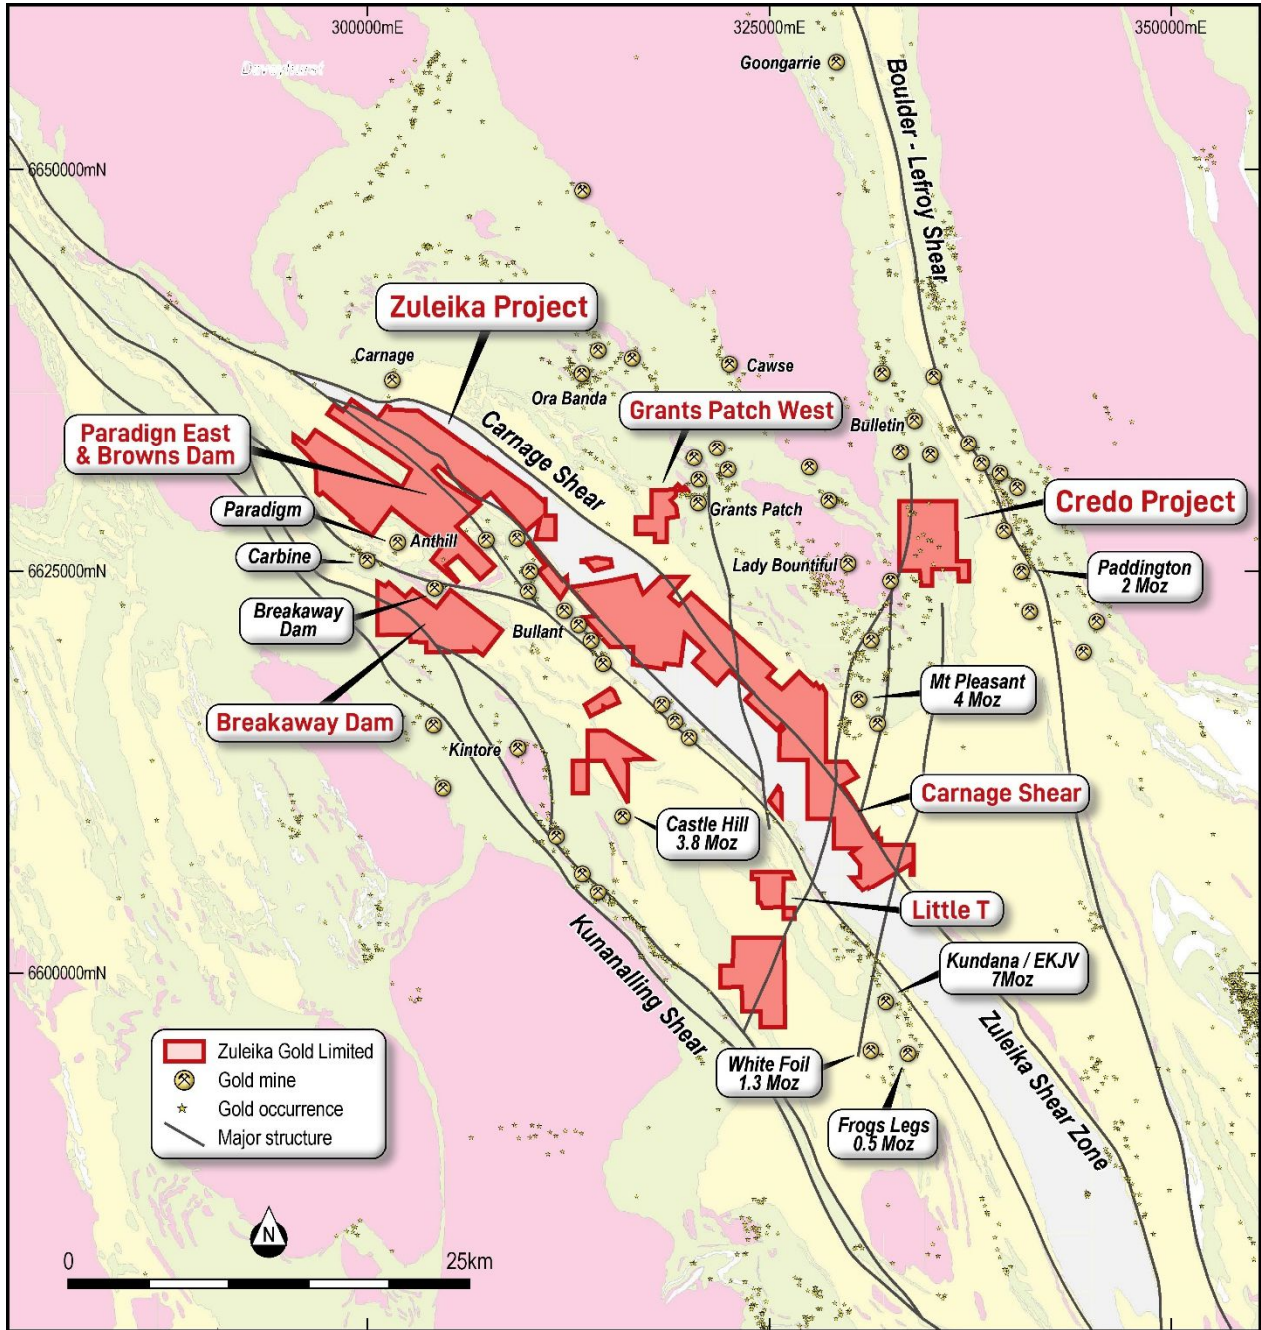 300000mE
325000mE
350000mE
Goongarrie
Boulder - Lefroy Shear
6650000mN
Zuleika Project
Carnage
Cawse
Ora Banda
Grants Patch West
Paradign East
& Browns Dam
Carnage Shear
Bulletin
Credo Project
Paradigm
Grants Patch
Anthill
Carbine
6625000mN
Lady Bountiful
Paddington
2 Moz
Breakaway
Dam
Bullant
Mt Pleasant
4 Moz
Breakaway Dam
Kintore
Carnage Shear
Castle Hill
3.8 Moz
Little T
Kunanalling Shear
Kundana / EKJV
7Moz
6600000mN
Zuleika Shear Zone
White Foil
1.3 Moz
Frogs Legs
0.5 Moz
Zuleika Gold Limited
Gold mine
Gold occurrence
Major structure
N
0
25km